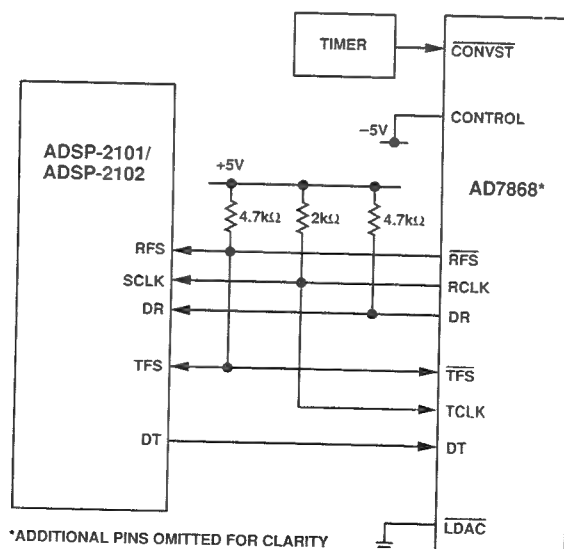 TIMER
CONVST
−5V
CONTROL
ADSP-2101/
ADSP-2102
+5V
AD7868*
4.7kΩ
2kΩ
4.7kΩ
RFS
RFS
SCLK
RCLK
DR
DR
TFS
TFS
TCLK
DT
DT
LDAC
*ADDITIONAL PINS OMITTED FOR CLARITY